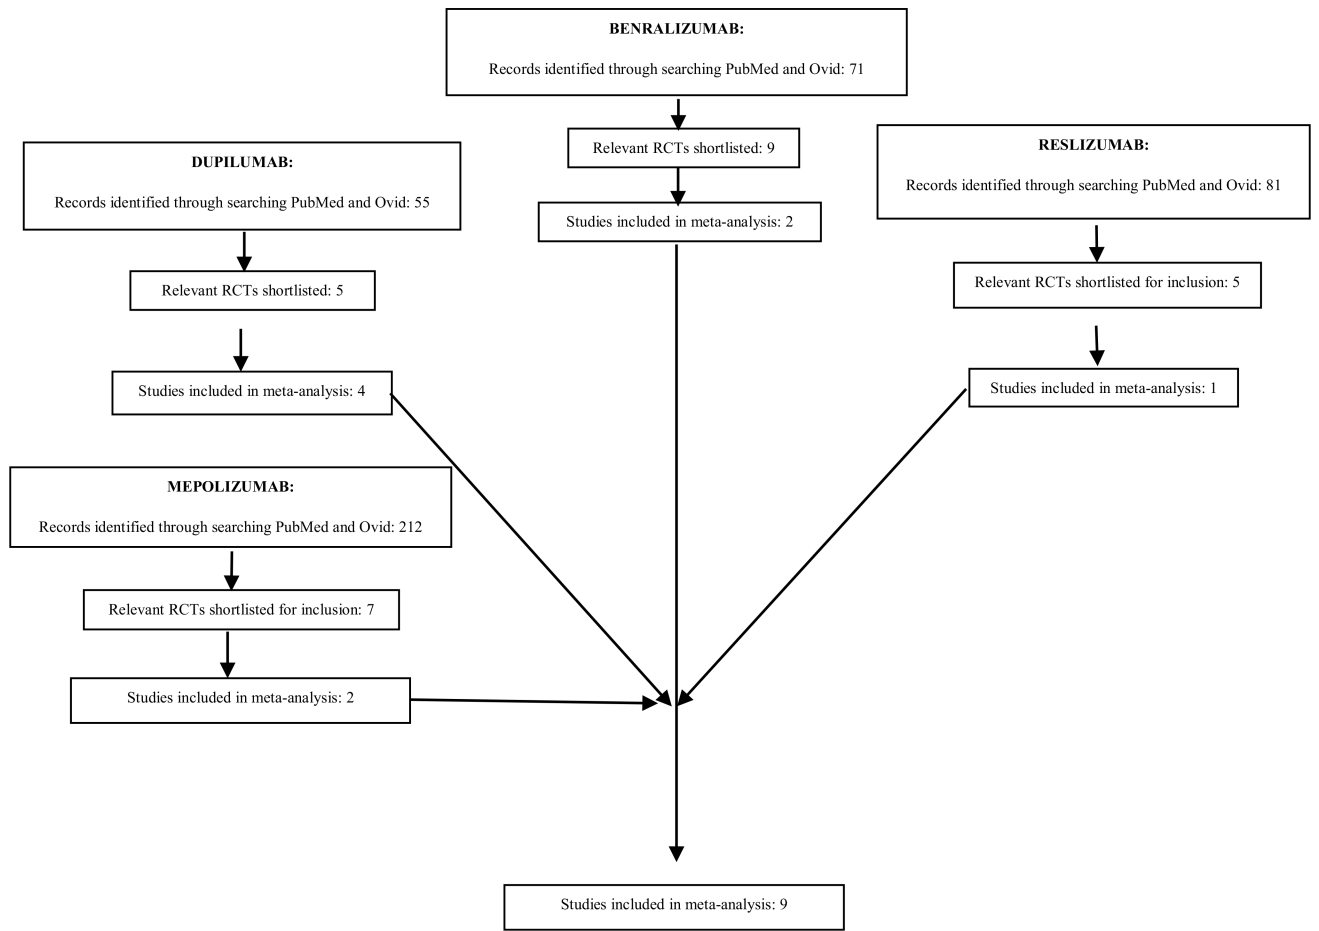 BENRALIZUMAB:
Records identified through searching PubMed and Ovid: 71
Relevant RCTs shortlisted: 9
Studies included in meta-analysis: 2
DUPILUMAB:
Records identified through searching PubMed and Ovid: 55
Relevant RCTs shortlisted: 5
Studies included in meta-analysis: 4
MEPOLIZUMAB:
Records identified through searching PubMed and Ovid: 212
Relevant RCTs shortlisted for inclusion: 7
Studies included in meta-analysis: 2
RESLIZUMAB:
Records identified through searching PubMed and Ovid: 81
Relevant RCTs shortlisted for inclusion: 5
Studies included in meta-analysis: 1
Studies included in meta-analysis: 9